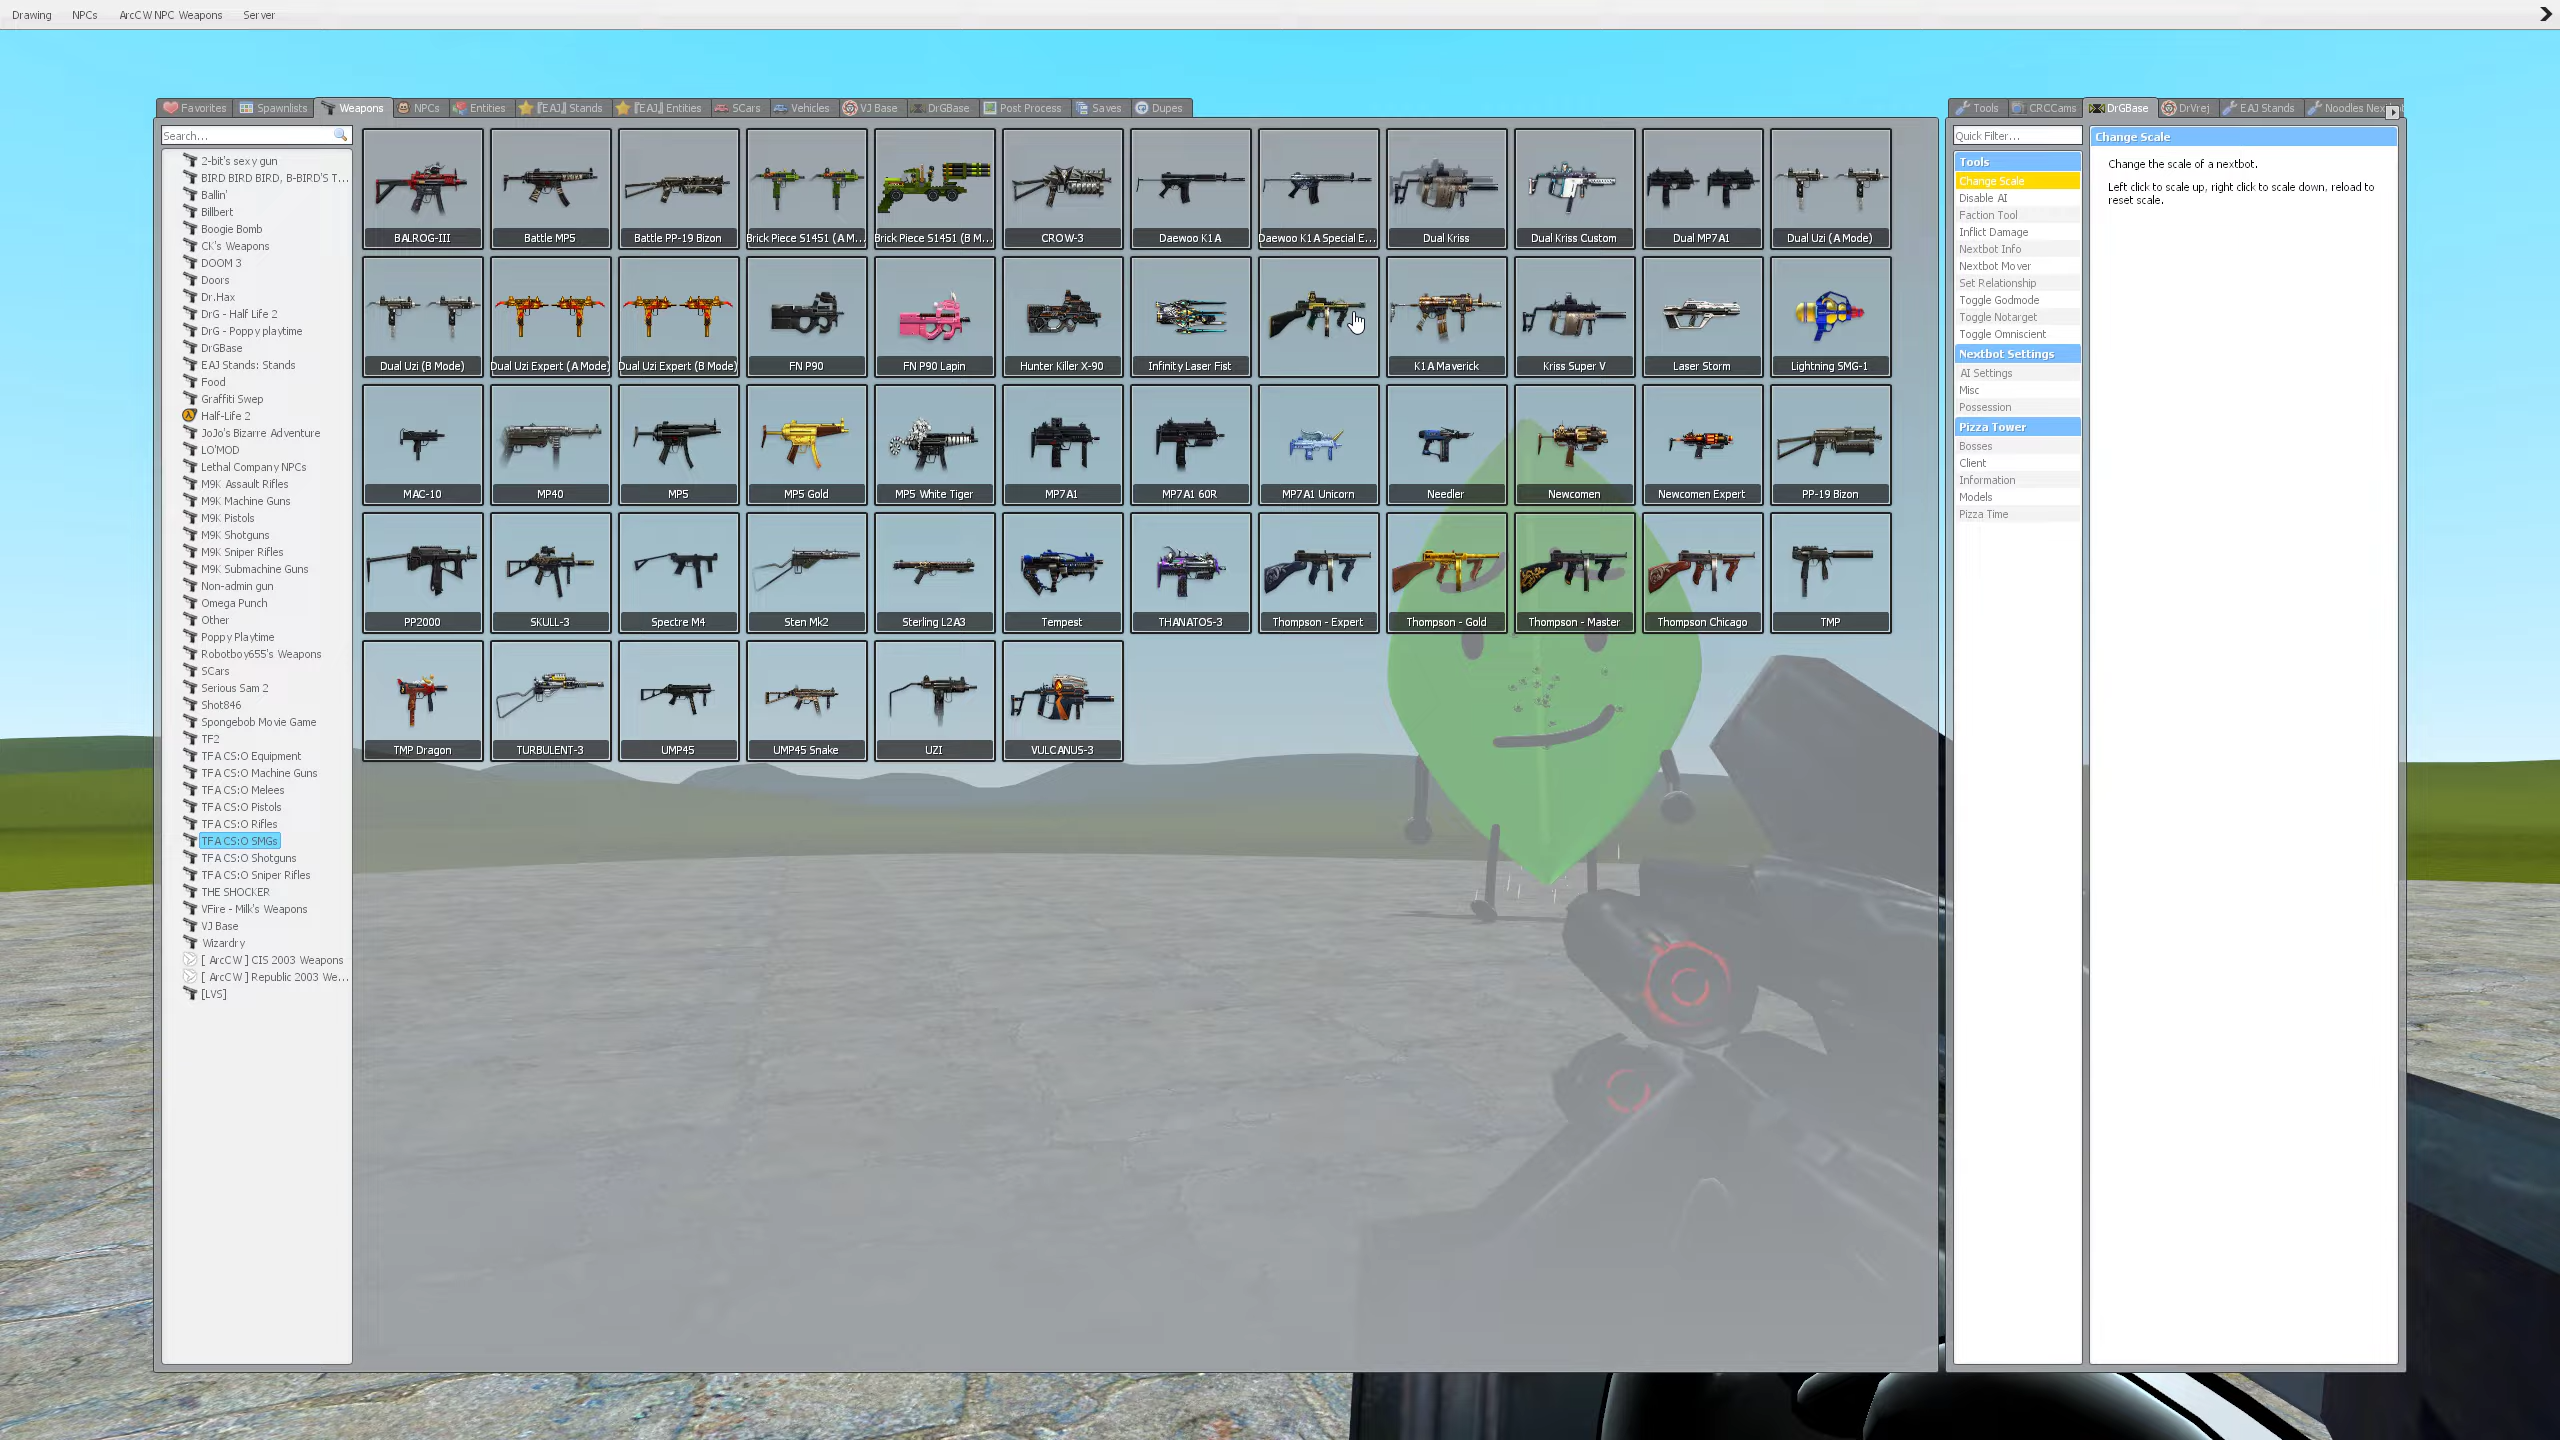 Drawing NPCs ArcCW NPC Weapons Server
Favorites Spawnlists Weapons NPCs Entities [EAJ] Stands [EAJ] Entities SCars Vehicles VJ Base DrGBase Post Process Saves Dupes
Search...
2-bit's sexy gun
BIRD BIRD BIRD, B-BIRD'S T...
Ballin'
Billbert
Boogie Bomb
CK's Weapons
DOOM 3
Doors
Dr.Hax
DrG - Half Life 2
DrG - Poppy playtime
DrGBase
EAJ Stands: Stands
Food
Graffiti Swep
Half-Life 2
JoJo's Bizarre Adventure
LO'MOD
Lethal Company NPCs
M9K Assault Rifles
M9K Machine Guns
M9K Pistols
M9K Shotguns
M9K Sniper Rifles
M9K Submachine Guns
Non-admin gun
Omega Punch
Other
Poppy Playtime
Robotboy655's Weapons
SCars
Serious Sam 2
Shot846
Spongebob Movie Game
TF2
TFA CS:O Equipment
TFA CS:O Machine Guns
TFA CS:O Melees
TFA CS:O Pistols
TFA CS:O Rifles
TFA CS:O SMGs
TFA CS:O Shotguns
TFA CS:O Sniper Rifles
THE SHOCKER
VFire - Milk's Weapons
VJ Base
Wizardry
[ ArcCW ] CIS 2003 Weapons
[ ArcCW ] Republic 2003 We...
[LVS]
BALROG-III Battle MP5 Battle PP-19 Bizon Brick Piece S1451 (A M... Brick Piece S1451 (B M... CROW-3 Daewoo K1A Daewoo K1A Special E... Dual Kriss Dual Kriss Custom Dual MP7A1 Dual Uzi (A Mode)
Dual Uzi (B Mode) Dual Uzi Expert (A Mode) Dual Uzi Expert (B Mode) FN P90 FN P90 Lapin Hunter Killer X-90 Infinity Laser Fist K1A Maverick Kriss Super V Laser Storm Lightning SMG-1
MAC-10 MP40 MP5 MP5 Gold MP5 White Tiger MP7A1 MP7A1 60R MP7A1 Unicorn Needler Newcomen Newcomen Expert PP-19 Bizon
PP2000 SKULL-3 Spectre M4 Sten Mk2 Sterling L2A3 Tempest THANATOS-3 Thompson - Expert Thompson - Gold Thompson - Master Thompson Chicago TMP
TMP Dragon TURBULENT-3 UMP45 UMP45 Snake UZI VULCANUS-3
Tools CRCCams DrGBase DrVrej EAJ Stands Noodles Nex
Quick Filter...
Tools
Change Scale
Disable AI
Faction Tool
Inflict Damage
Nextbot Info
Nextbot Mover
Set Relationship
Toggle Godmode
Toggle Notarget
Toggle Omniscient
Nextbot Settings
AI Settings
Misc
Possession
Pizza Tower
Bosses
Client
Information
Models
Pizza Time
Change Scale
Change the scale of a nextbot.
Left click to scale up, right click to scale down, reload to
reset scale.